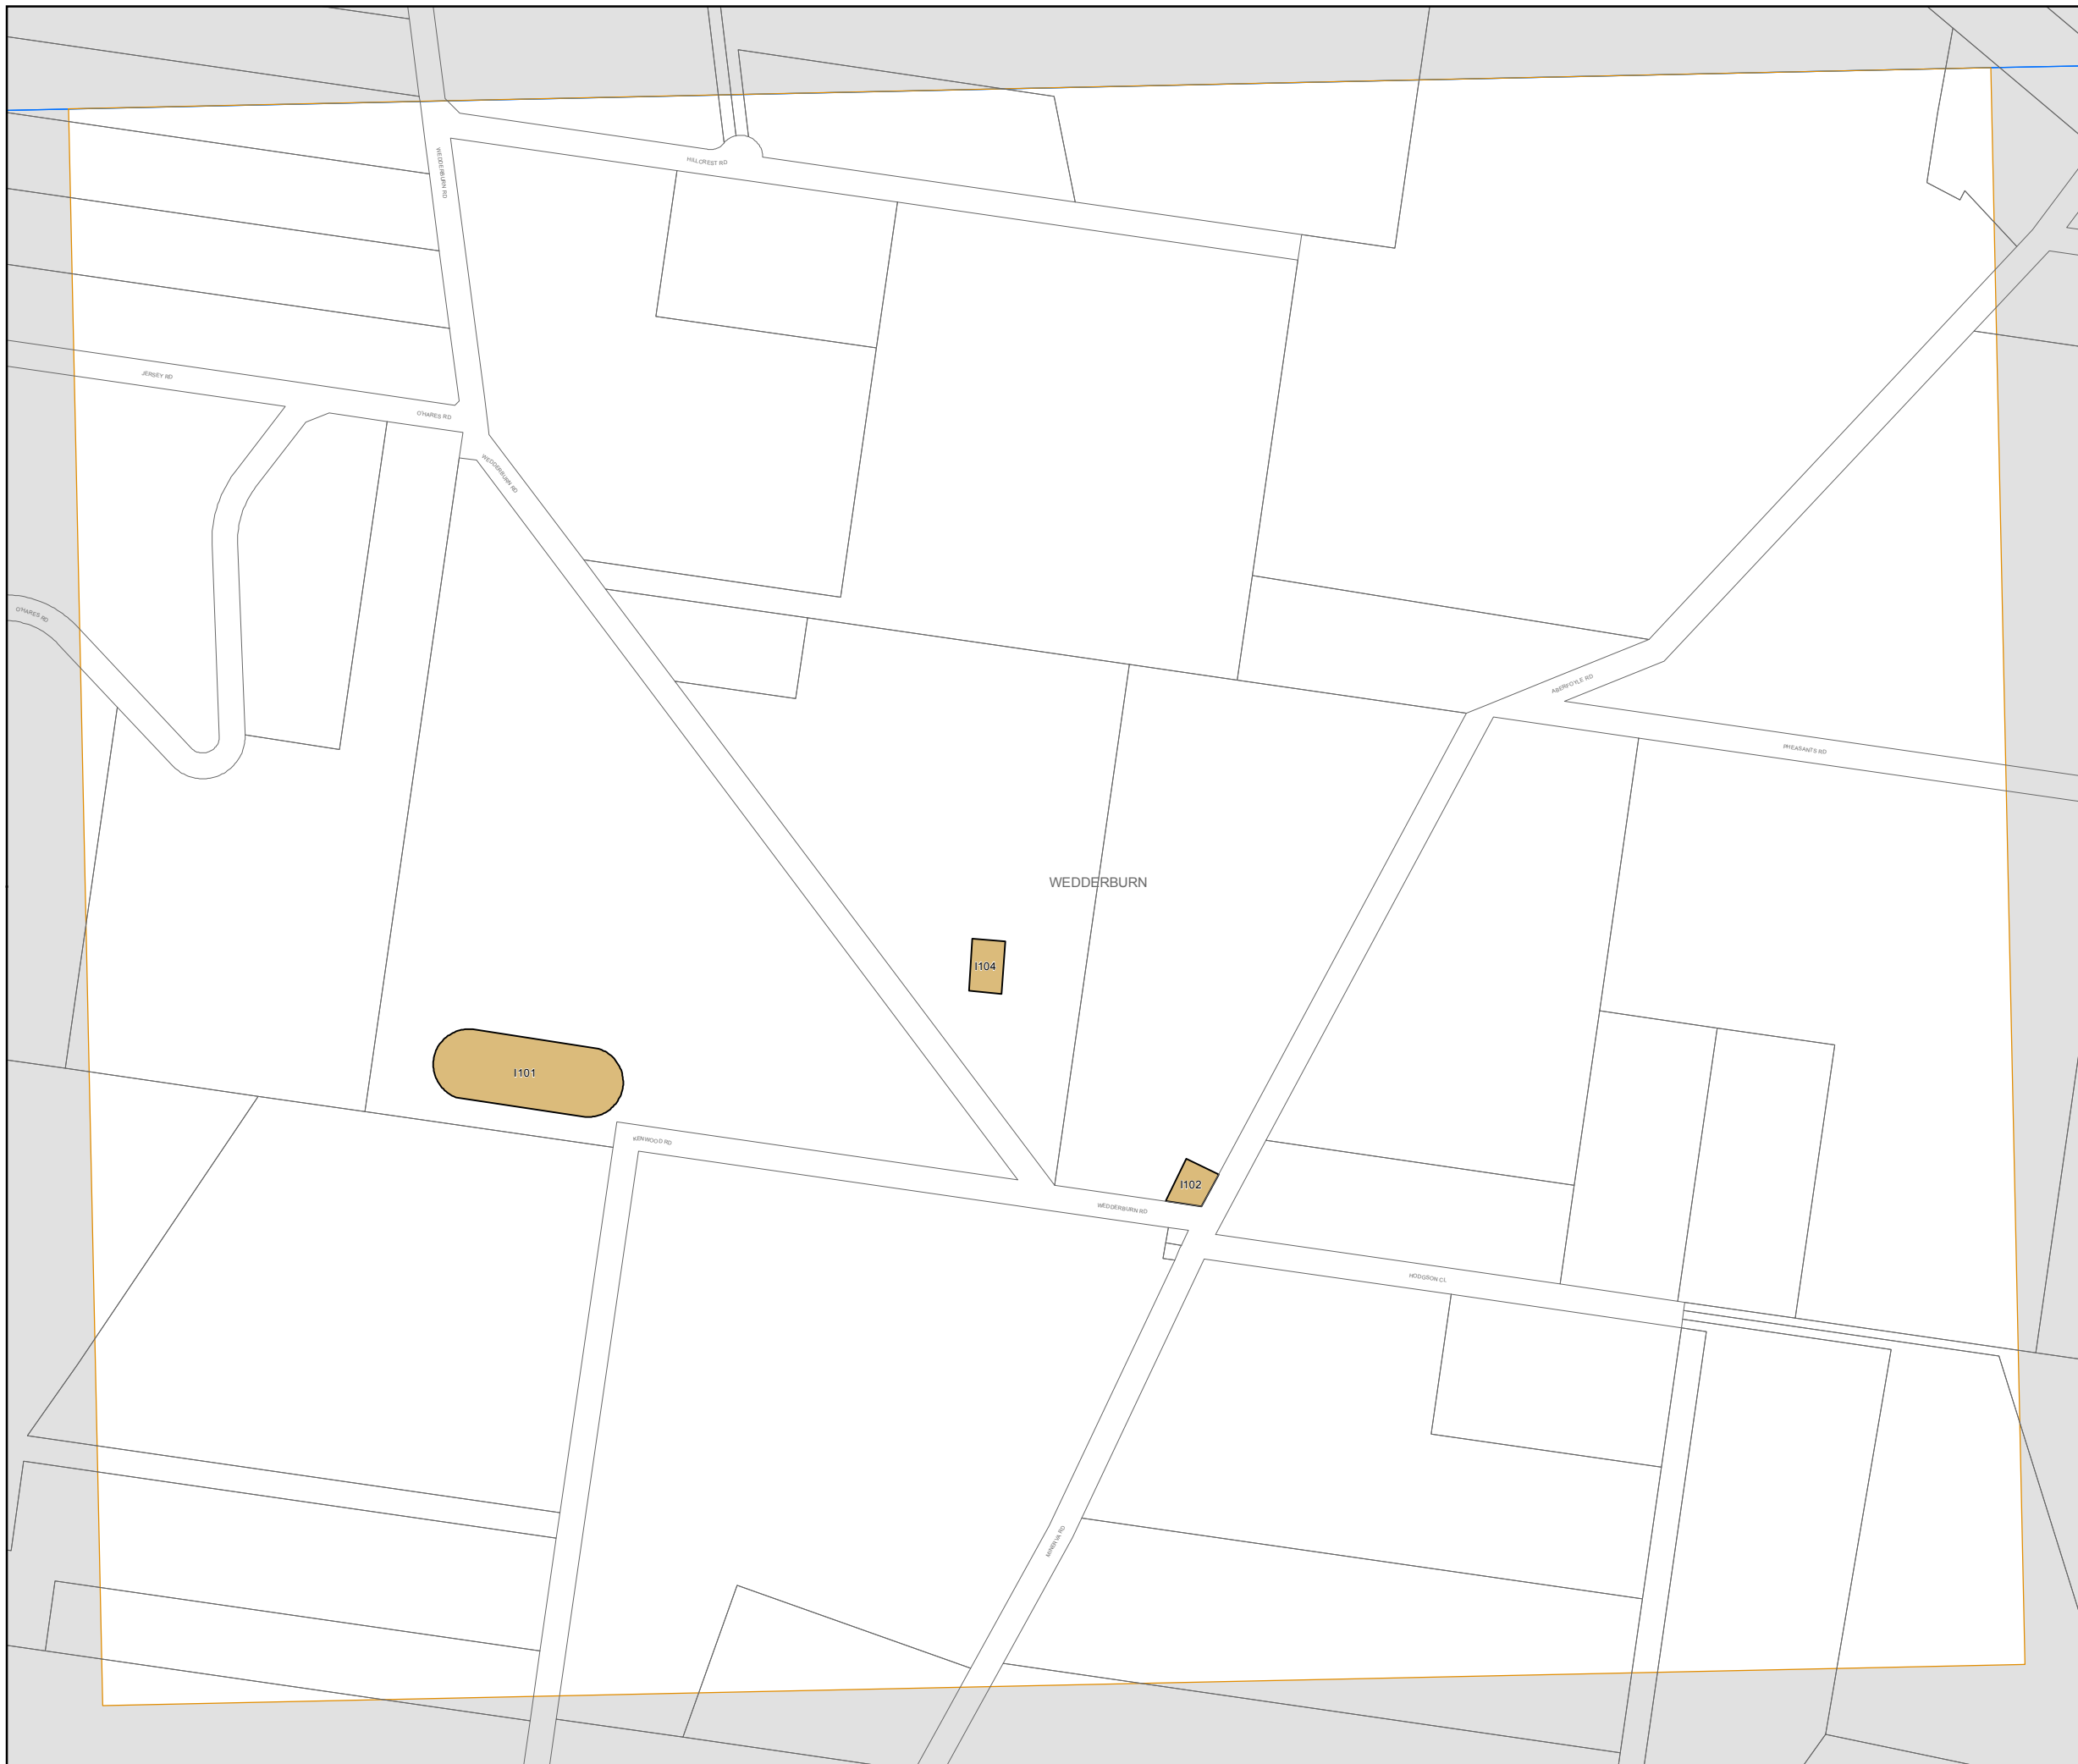 WEDDERBURN RD
HILLCREST RD
JERSEY RD
O'HARES RD
WEDDERBURN RD
O'HARES RD
ABERFOYLE RD
PHEASANTS RD
WEDDERBURN
I104
I101
KENWOOD RD
I102
WEDDERBURN RD
HODGSON CL
MINERVA RD